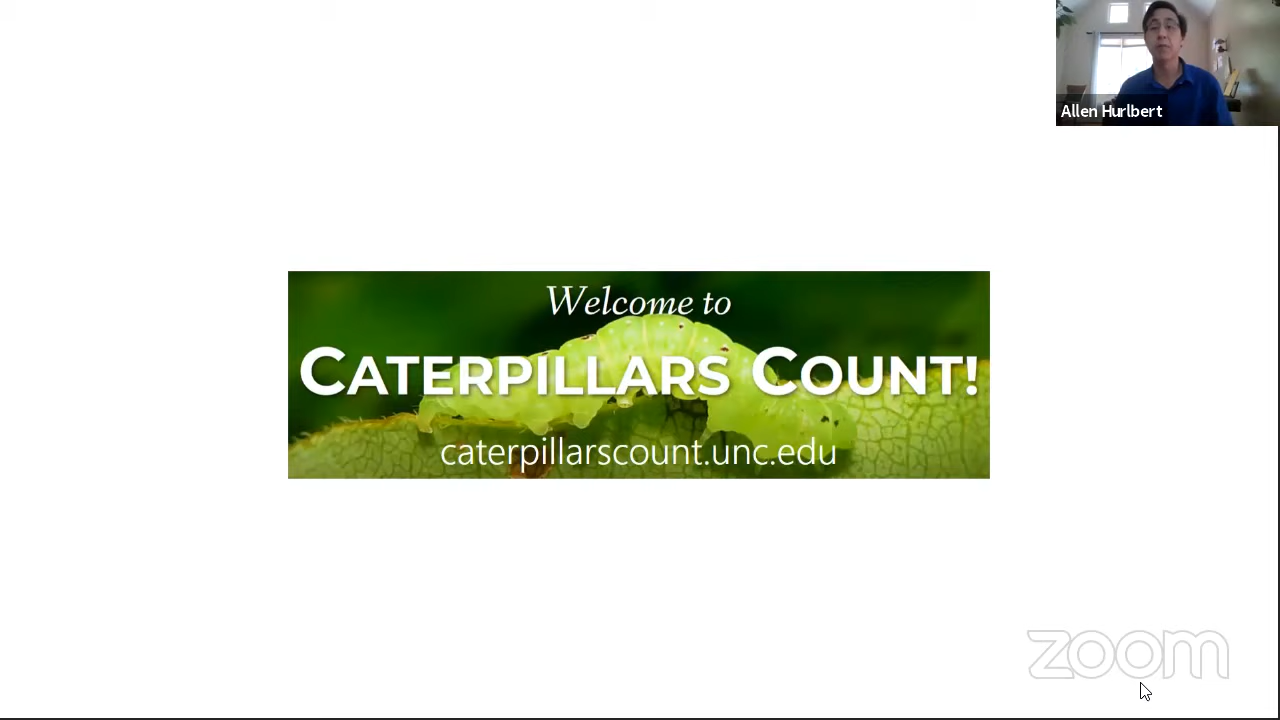 Allen Hurlbert
Welcome to
CATERPILLARS COUNT!
caterpillarscount.unc.edu
zoom